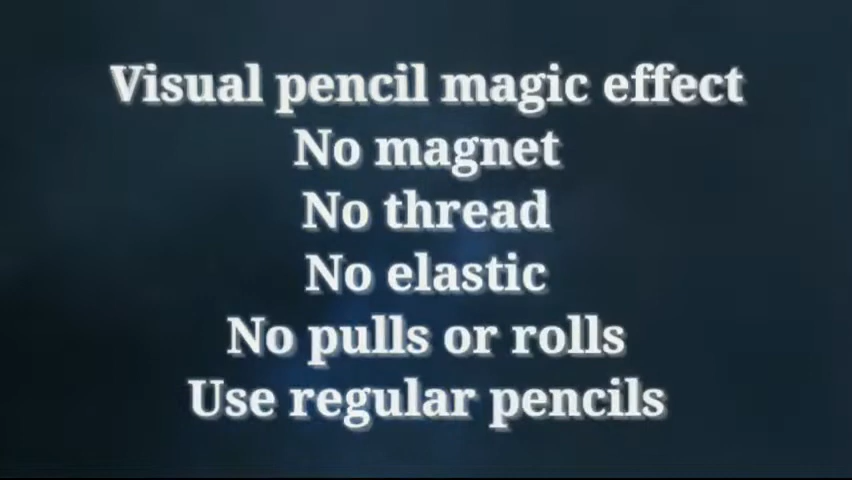 Visual pencil magic effect
No magnet
No thread
No elastic
No pulls or rolls
Use regular pencils